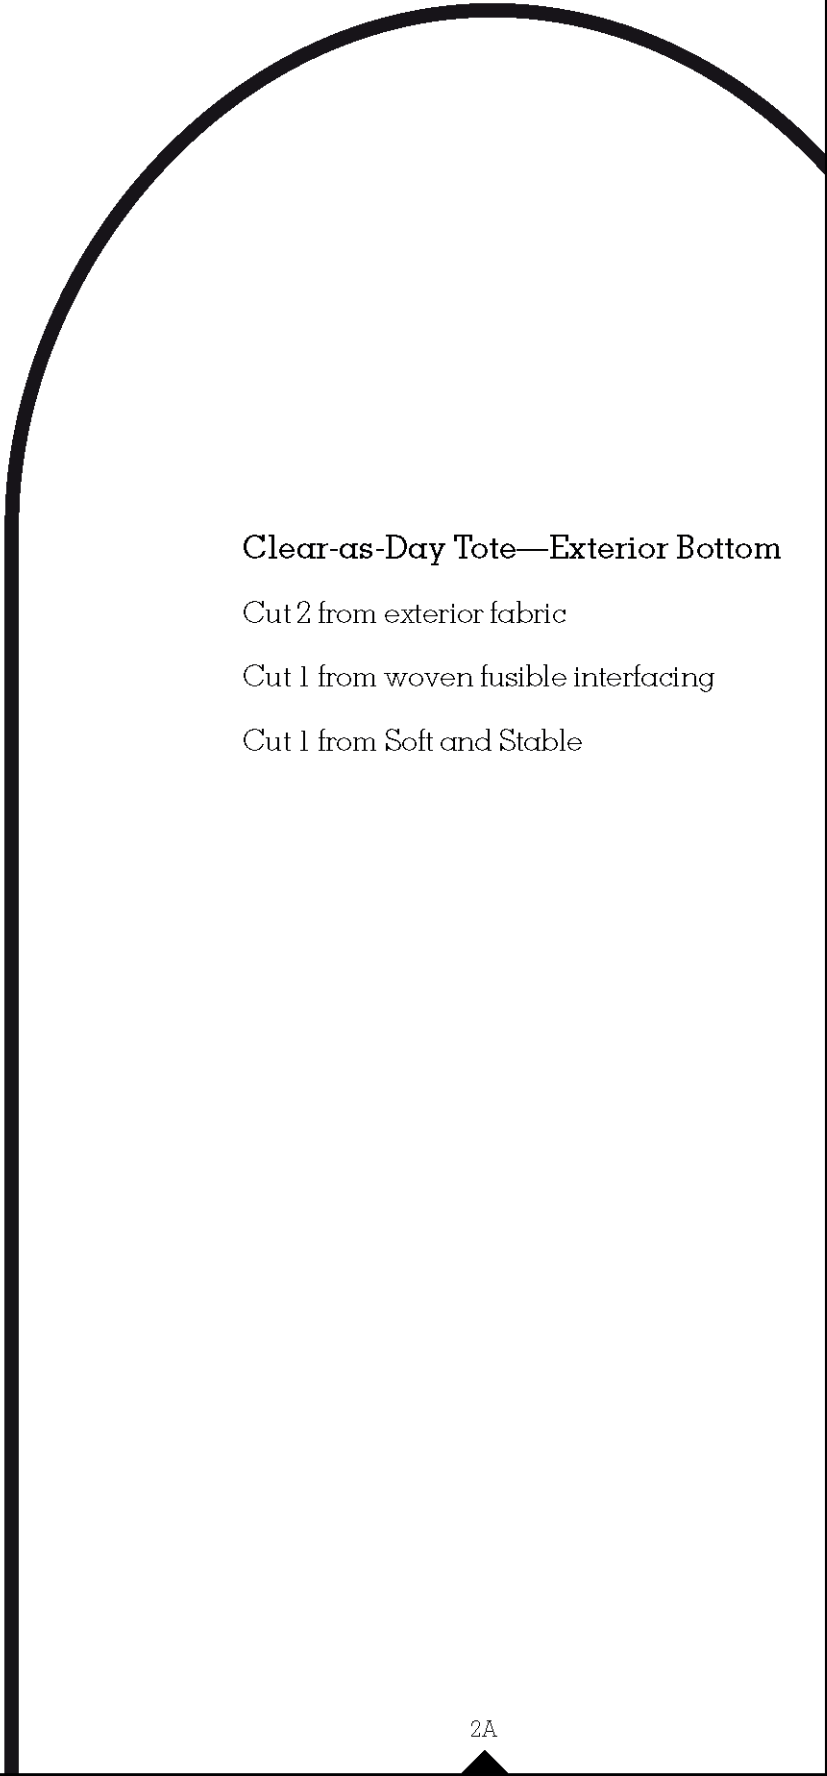 Clear-as-Day Tote—Exterior Bottom
Cut 2 from exterior fabric
Cut 1 from woven fusible interfacing
Cut 1 from Soft and Stable
2A